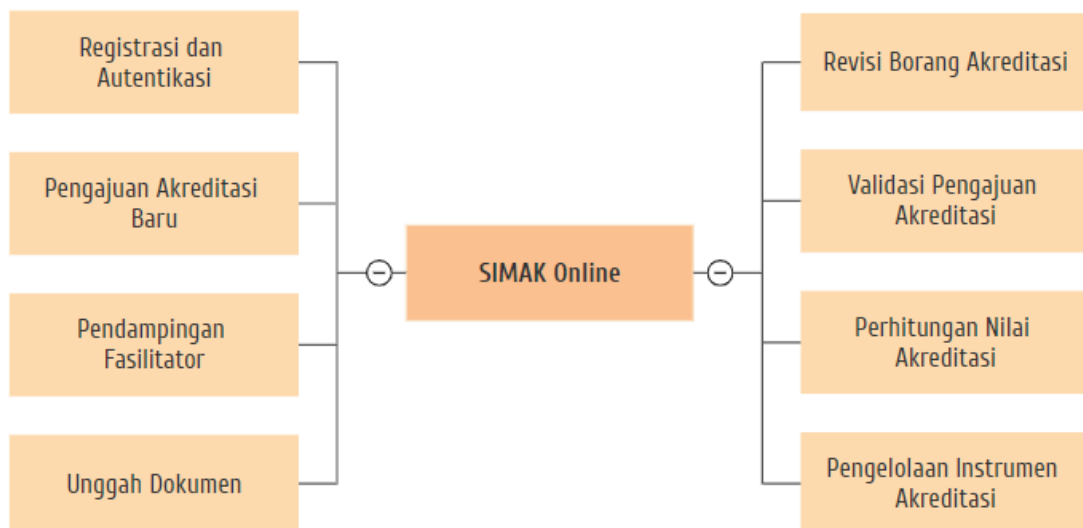 Registrasi dan
Autentikasi
Pengajuan Akreditasi
Baru
Pendampingan
Fasilitator
Unggah Dokumen
SIMAK Online
Revisi Borang Akreditasi
Validasi Pengajuan
Akreditasi
Perhitungan Nilai
Akreditasi
Pengelolaan Instrumen
Akreditasi